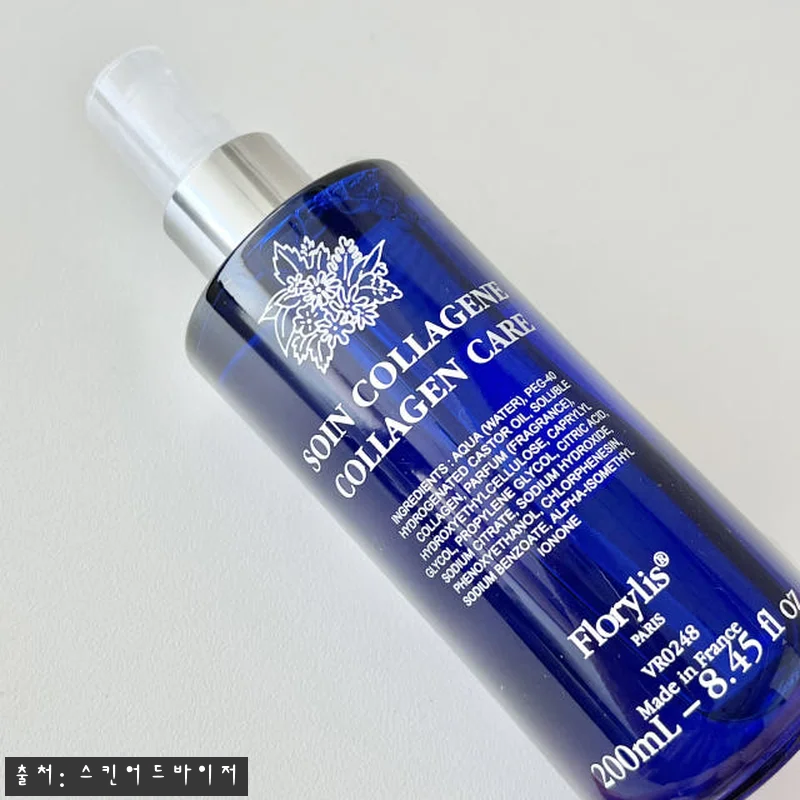 SOIN COLLAGENE
COLLAGEN CARE
INGREDIENTS : AQUA (WATER), PEG-40
HYDROGENATED CASTOR OIL, SOLUBLE
COLLAGEN, PARFUM (FRAGRANCE),
HYDROXYETHYLCELLULOSE, CAPRYLYL
GLYCOL, PROPYLENE GLYCOL, CITRIC ACID,
SODIUM CITRATE, SODIUM HYDROXIDE,
PHENOXYETHANOL, CHLORPHENESIN,
SODIUM BENZOATE, ALPHA-ISOMETHYL
IONONE
Florylis®
PARIS
VR0248
Made in France
200mL – 8.45 fl oz
출처: 스킨어드바이저